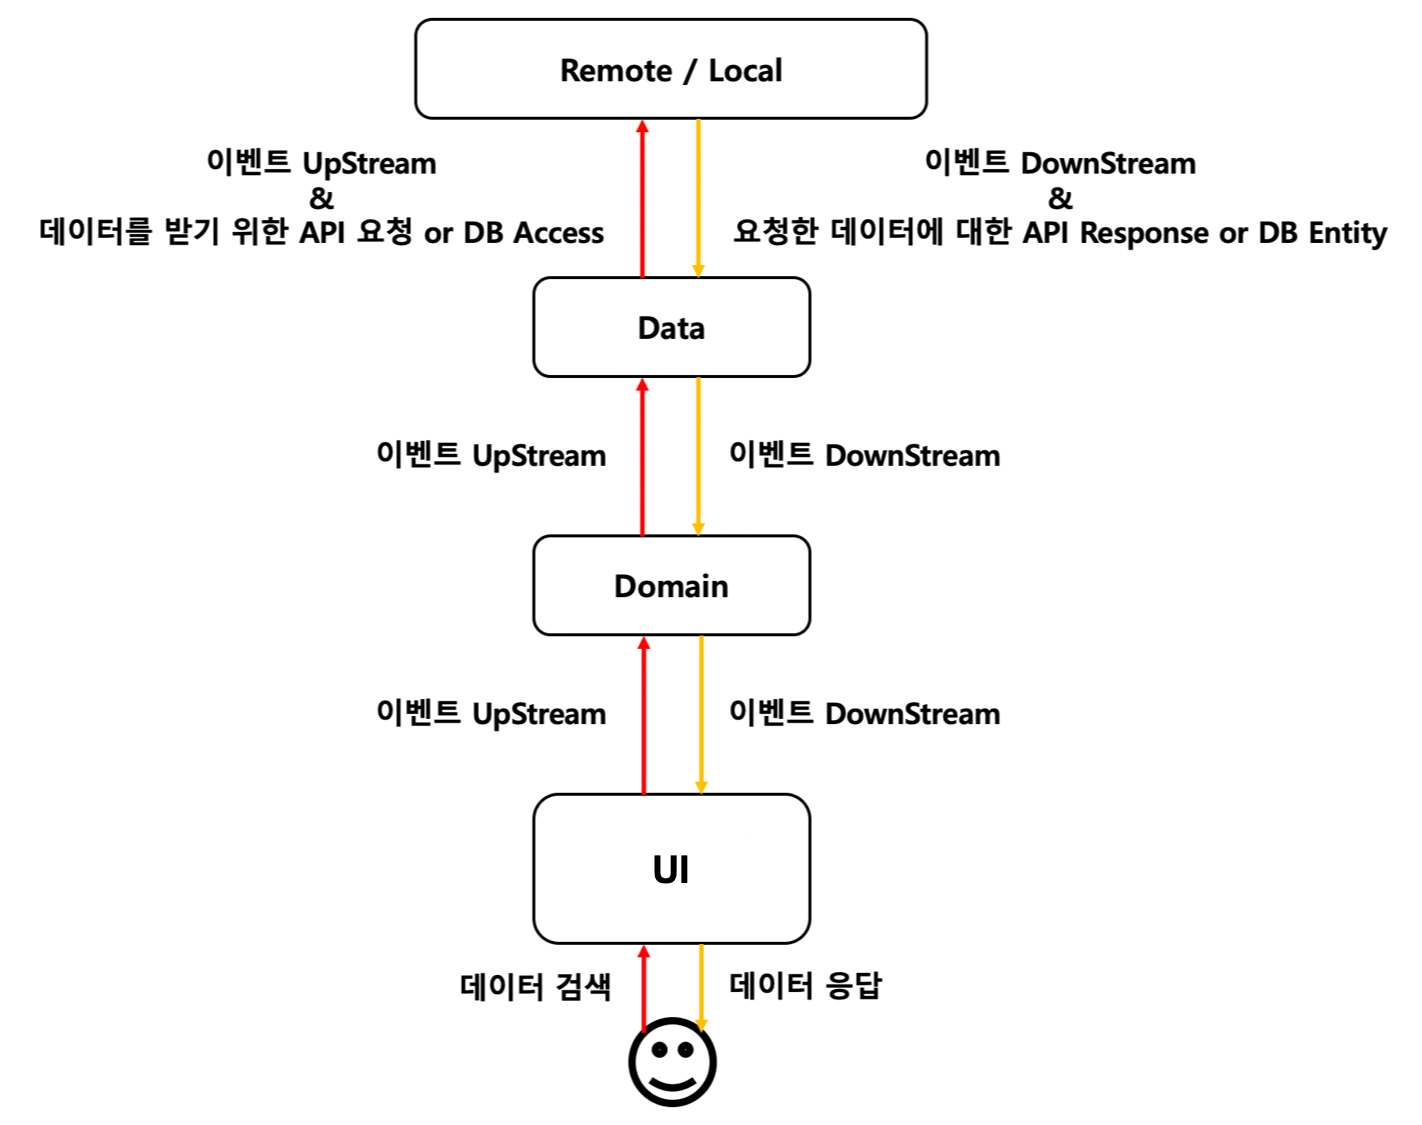 Remote / Local
이벤트 UpStream
&
데이터를 받기 위한 API 요청 or DB Access
이벤트 DownStream
&
요청한 데이터에 대한 API Response or DB Entity
Data
이벤트 UpStream
이벤트 DownStream
Domain
이벤트 UpStream
이벤트 DownStream
UI
데이터 검색
데이터 응답